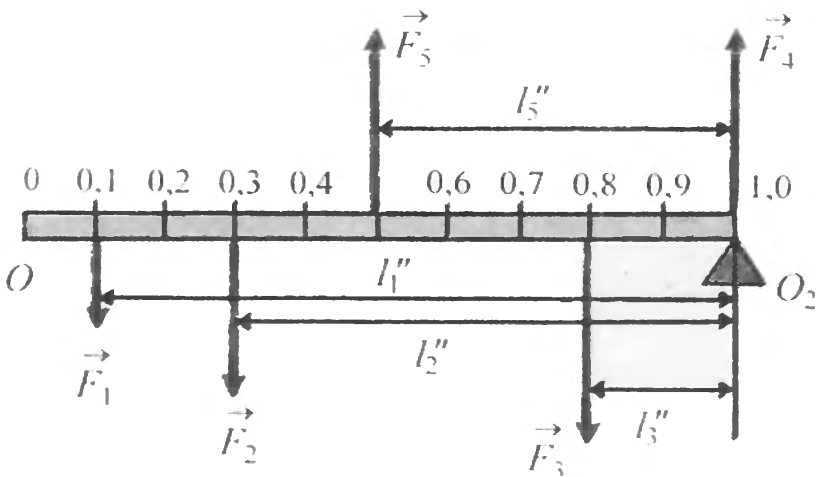 F₅ F₄
l₅″
0 0,1 0,2 0,3 0,4 0,6 0,7 0,8 0,9 1,0
O l₁″ O₂
l₂″
F₁ F₂ F₃ l₃″